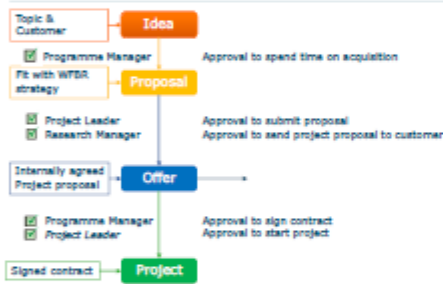 Topic &
Customer
Idea
Programme Manager
Approval to spend time on acquisition
Fit with WFBR
strategy
Proposal
Project Leader
Approval to submit proposal
Research Manager
Approval to send project proposal to customer
Internally agreed
Project proposal
Offer
Programme Manager
Approval to sign contract
Project Leader
Approval to start project
Signed contract
Project